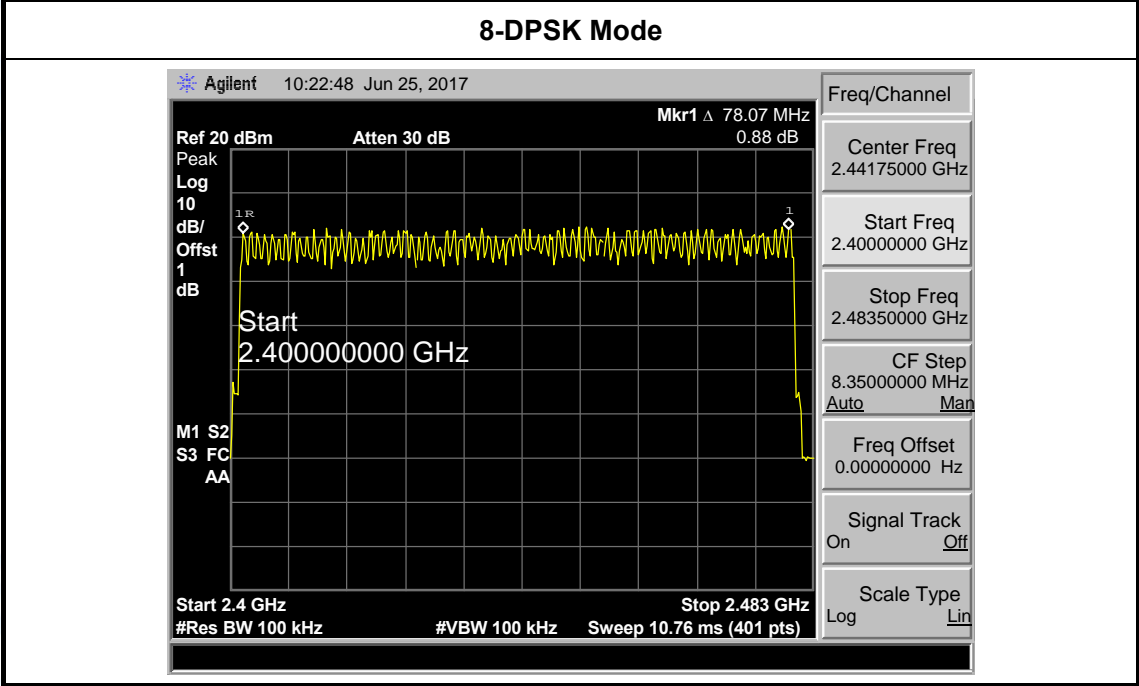 8-DPSK Mode
Agilent 10:22:48 Jun 25, 2017
Mkr1 Δ 78.07 MHz
Ref 20 dBm Atten 30 dB 0.88 dB
Peak
Log
10
dB/
Offst
1
dB
1R
1
Start
2.400000000 GHz
M1 S2
S3 FC
AA
Start 2.4 GHz Stop 2.483 GHz
#Res BW 100 kHz #VBW 100 kHz Sweep 10.76 ms (401 pts)
Freq/Channel
Center Freq
2.44175000 GHz
Start Freq
2.40000000 GHz
Stop Freq
2.48350000 GHz
CF Step
8.35000000 MHz
Auto Man
Freq Offset
0.00000000 Hz
Signal Track
On Off
Scale Type
Log Lin